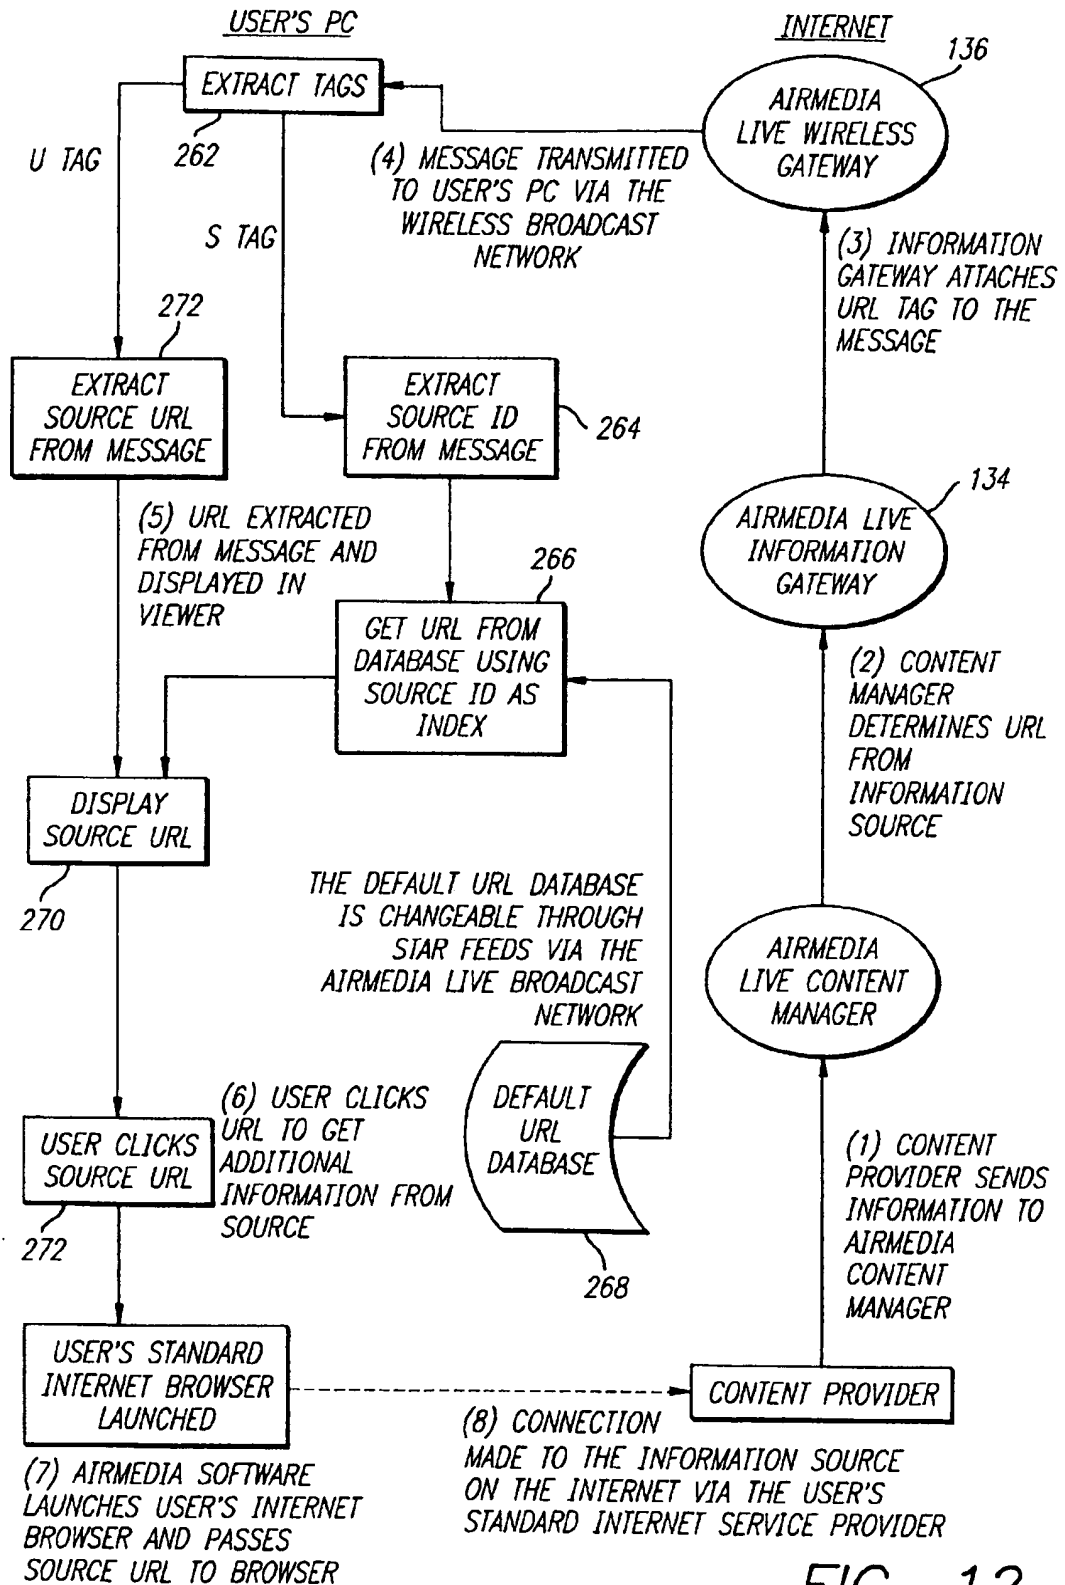 USER'S PC
INTERNET
EXTRACT TAGS
262
136
AIRMEDIA
LIVE WIRELESS
GATEWAY
U TAG
S TAG
(4) MESSAGE TRANSMITTED
TO USER'S PC VIA THE
WIRELESS BROADCAST
NETWORK
(3) INFORMATION
GATEWAY ATTACHES
URL TAG TO THE
MESSAGE
272
EXTRACT
SOURCE URL
FROM MESSAGE
EXTRACT
SOURCE ID
FROM MESSAGE
264
134
AIRMEDIA LIVE
INFORMATION
GATEWAY
(5) URL EXTRACTED
FROM MESSAGE AND
DISPLAYED IN
VIEWER
266
GET URL FROM
DATABASE USING
SOURCE ID AS
INDEX
(2) CONTENT
MANAGER
DETERMINES URL
FROM
INFORMATION
SOURCE
DISPLAY
SOURCE URL
270
THE DEFAULT URL DATABASE
IS CHANGEABLE THROUGH
STAR FEEDS VIA THE
AIRMEDIA LIVE BROADCAST
NETWORK
AIRMEDIA
LIVE CONTENT
MANAGER
DEFAULT
URL
DATABASE
268
(6) USER CLICKS
URL TO GET
ADDITIONAL
INFORMATION FROM
SOURCE
USER CLICKS
SOURCE URL
272
(1) CONTENT
PROVIDER SENDS
INFORMATION TO
AIRMEDIA
CONTENT
MANAGER
USER'S STANDARD
INTERNET BROWSER
LAUNCHED
CONTENT PROVIDER
(7) AIRMEDIA SOFTWARE
LAUNCHES USER'S INTERNET
BROWSER AND PASSES
SOURCE URL TO BROWSER
(8) CONNECTION
MADE TO THE INFORMATION SOURCE
ON THE INTERNET VIA THE USER'S
STANDARD INTERNET SERVICE PROVIDER